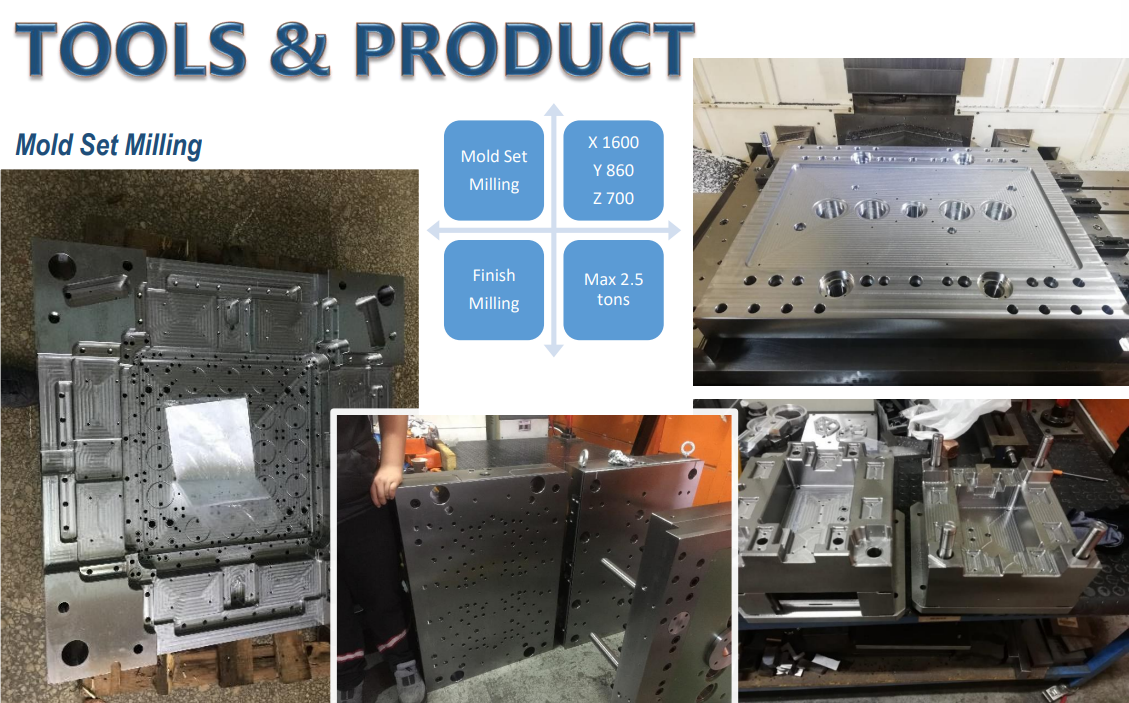 TOOLS & PRODUCT
Mold Set Milling
Mold Set
Milling
X 1600
Y 860
Z 700
Finish
Milling
Max 2.5
tons